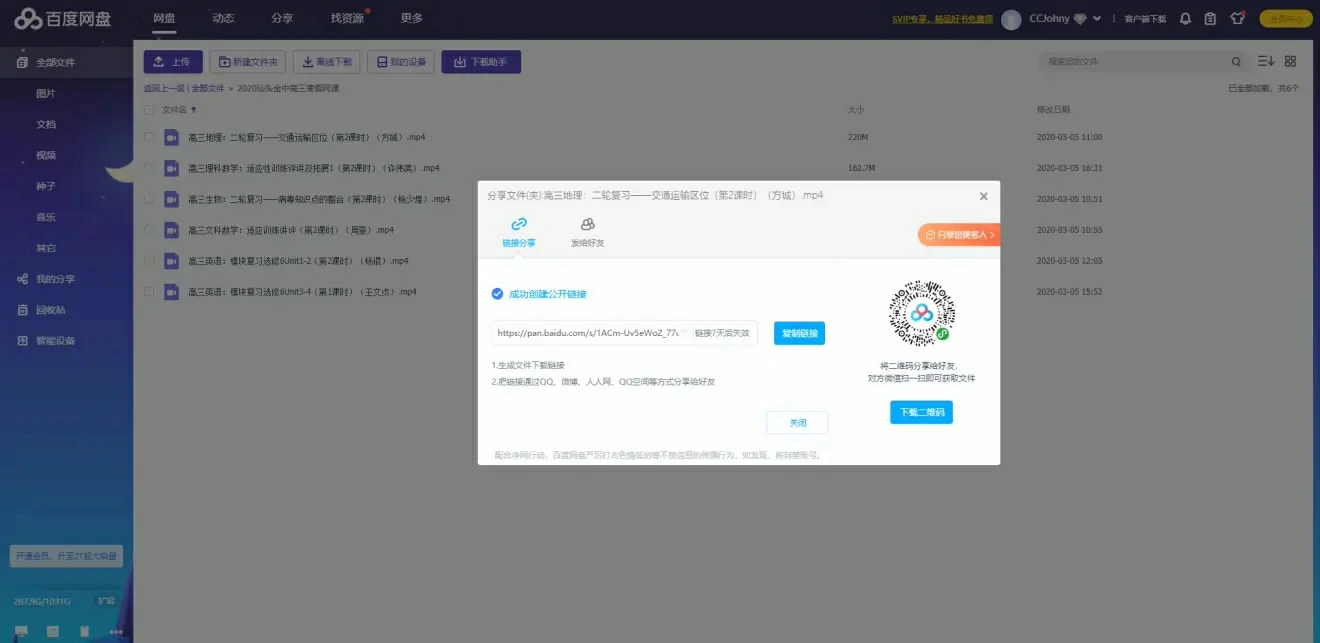 百度网盘
网盘 动态 分享 找资源 更多
SVIP专享，精品好书免费领 CCJohny 客户端下载 会员中心
全部文件
图片
文档
视频
种子
音乐
其它
我的分享
回收站
智能设备
开通会员，升至2T超大容量
287.9G/1031G 扩容
上传 新建文件夹 离线下载 我的设备 下载助手
搜索您的文件
返回上一级 | 全部文件 > 2020汕头金中高三寒假网课
已全部加载，共6个
文件名 大小 修改日期
高三地理：二轮复习——交通运输区位（第2课时）（方城）.mp4 220M 2020-03-05 11:00
高三理科数学：适应性训练评讲及拓展1（第2课时）（许伟亮）.mp4 162.7M 2020-03-05 16:31
高三生物：二轮复习——病毒知识点的整合（第2课时）（杨少煌）.mp4 2020-03-05 10:51
高三文科数学：适应训练讲评（第2课时）（周豪）.mp4 2020-03-05 10:55
高三英语：模块复习选修6Unit1-2（第2课时）（杨锟）.mp4 2020-03-05 12:05
高三英语：模块复习选修6Unit3-4（第1课时）（王文贞）.mp4 2020-03-05 15:52
分享文件(夹):高三地理：二轮复习——交通运输区位（第2课时）（方城）.mp4
链接分享 发给好友
分享给更多人 >
成功创建公开链接
https://pan.baidu.com/s/1ACm-Uv5eWoZ_77 链接7天后失效 复制链接
1.生成文件下载链接
2.把链接通过QQ、微博、人人网、QQ空间等方式分享给好友
将二维码分享给好友，
对方微信扫一扫即可获取文件
下载二维码
关闭
配合净网行动，百度网盘严厉打击色情低俗等不良信息的传播行为，如发现，将封禁账号。